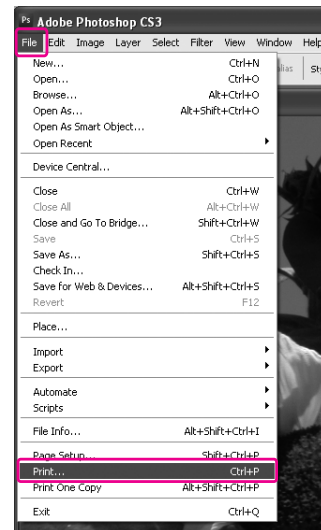 Ps Adobe Photoshop CS3
File Edit Image Layer Select Filter View Window Help
New... Ctrl+N
Open... Ctrl+O
Browse... Alt+Ctrl+O
Open As... Alt+Shift+Ctrl+O
Open As Smart Object...
Open Recent
Device Central...
Close Ctrl+W
Close All Alt+Ctrl+W
Close and Go To Bridge... Shift+Ctrl+W
Save Ctrl+S
Save As... Shift+Ctrl+S
Check In...
Save for Web & Devices... Alt+Shift+Ctrl+S
Revert F12
Place...
Import
Export
Automate
Scripts
File Info... Alt+Shift+Ctrl+I
Page Setup... Shift+Ctrl+P
Print... Ctrl+P
Print One Copy Alt+Shift+Ctrl+P
Exit Ctrl+Q